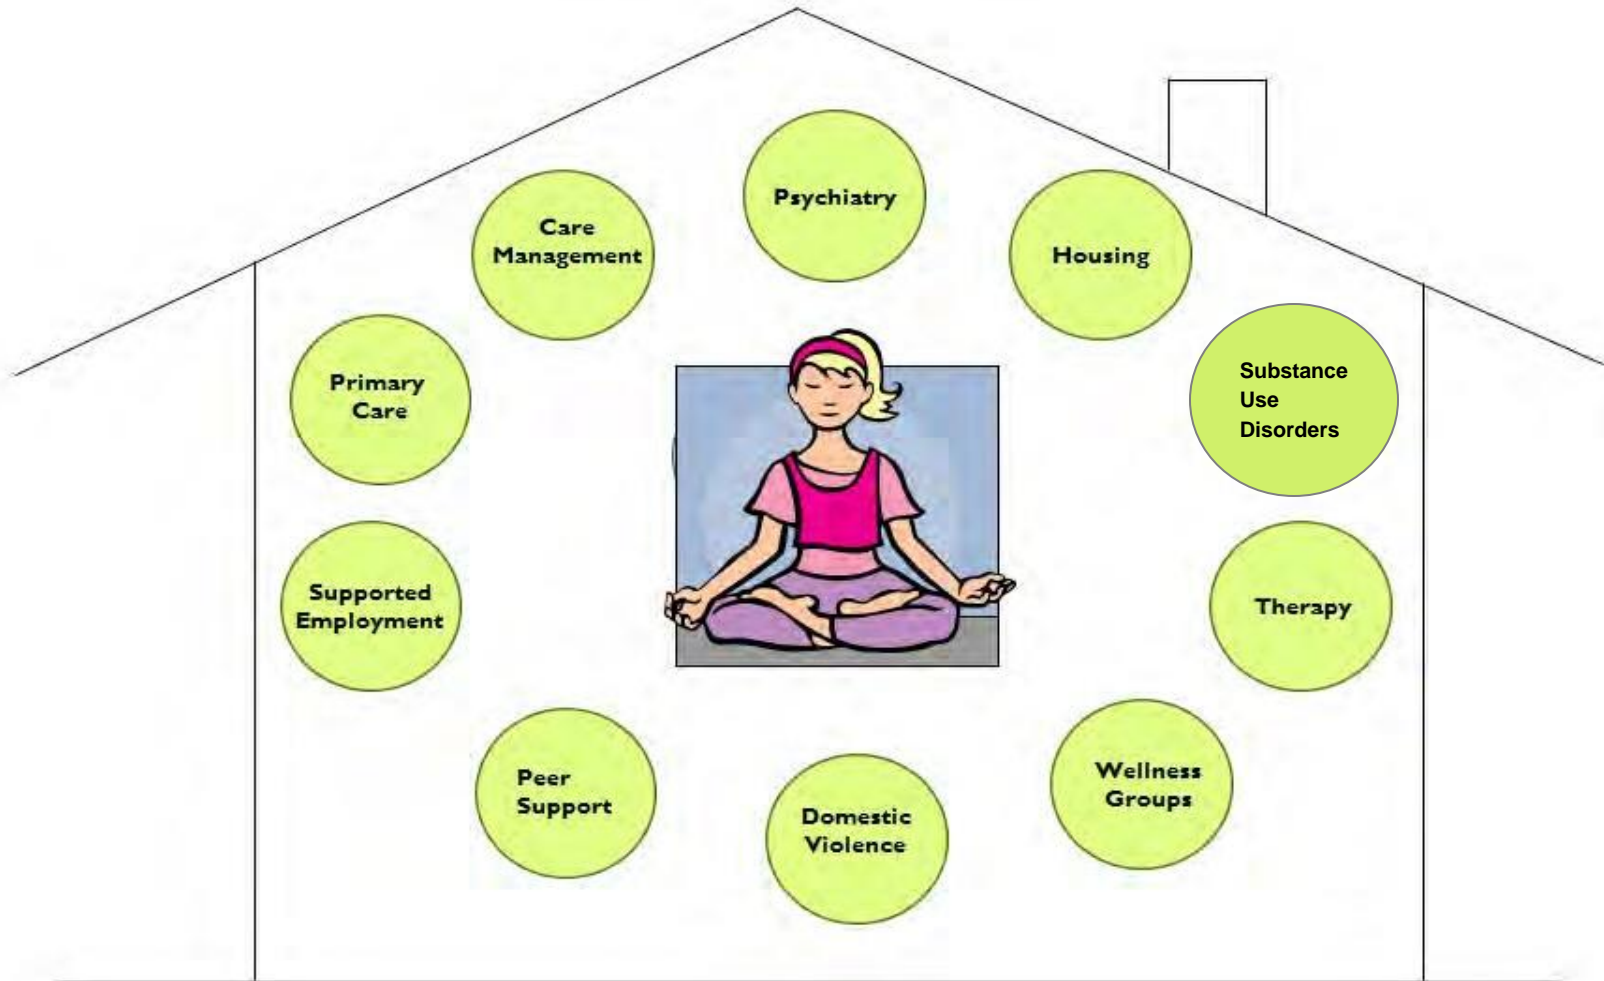 Psychiatry
Care
Management
Housing
Primary
Care
Substance
Use
Disorders
Supported
Employment
Therapy
Peer
Support
Domestic
Violence
Wellness
Groups